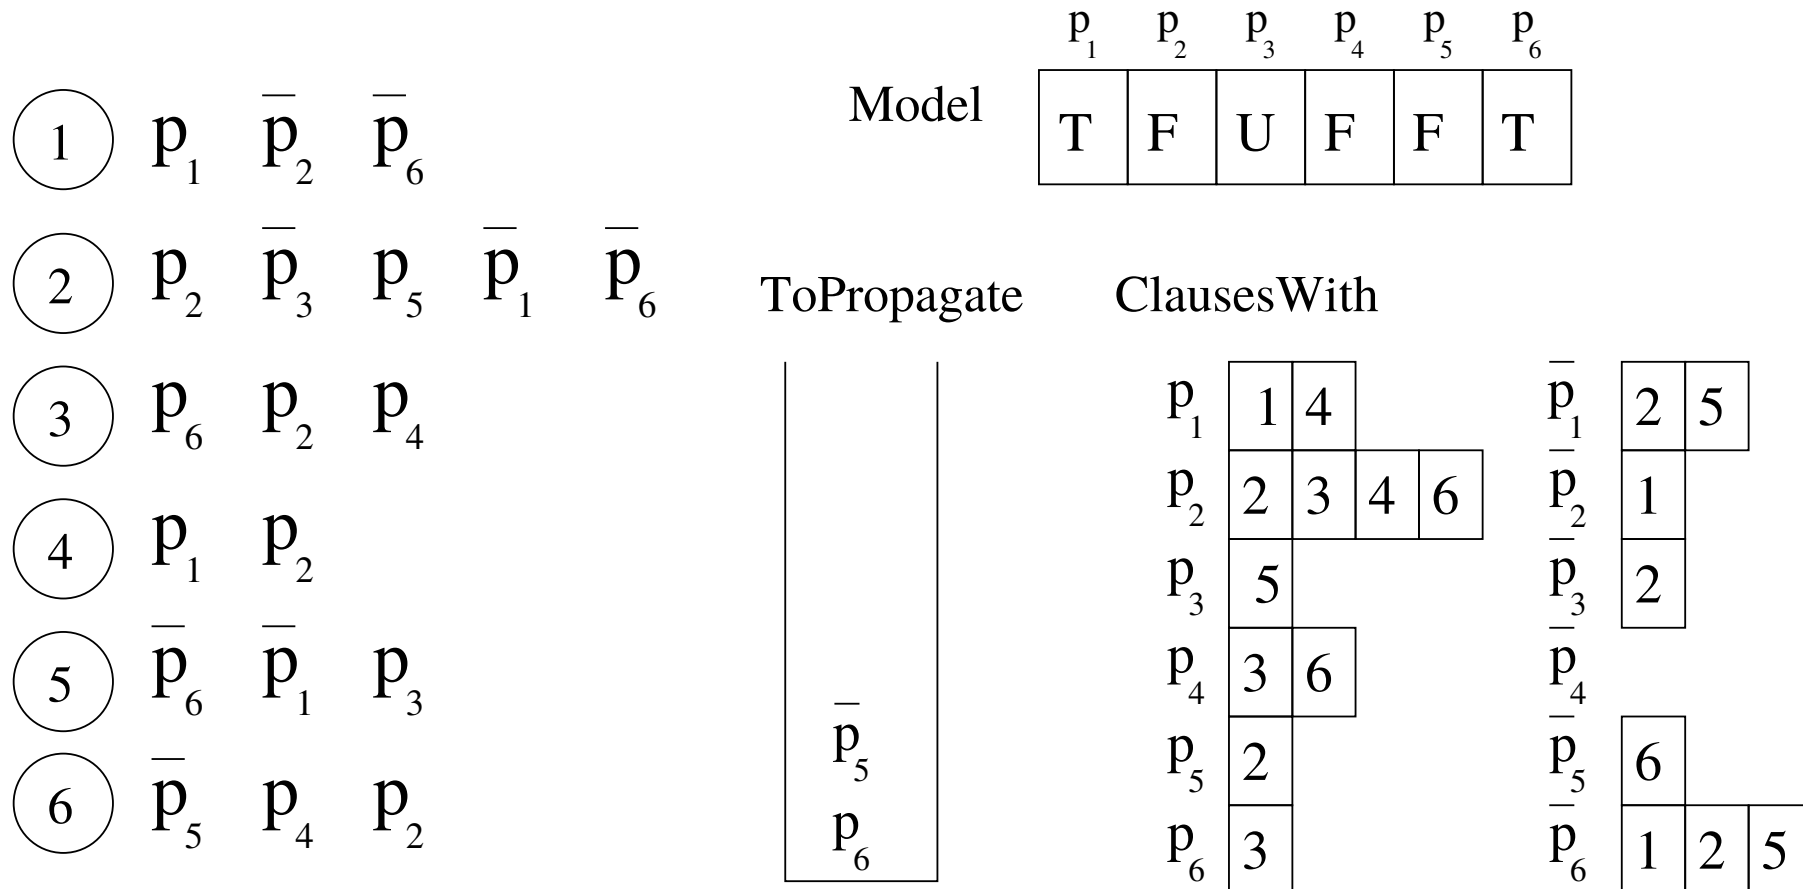 p₁ p₂ p₃ p₄ p₅ p₆
Model T F U F F T
1 p₁ p̅₂ p̅₆
2 p₂ p̅₃ p₅ p̅₁ p̅₆
3 p₆ p₂ p₄
4 p₁ p₂
5 p̅₆ p̅₁ p₃
6 p̅₅ p₄ p₂
ToPropagate
p̅₅
p₆
ClausesWith
p₁ 1 4
p₂ 2 3 4 6
p₃ 5
p₄ 3 6
p₅ 2
p₆ 3
p̅₁ 2 5
p̅₂ 1
p̅₃ 2
p̅₄
p̅₅ 6
p̅₆ 1 2 5